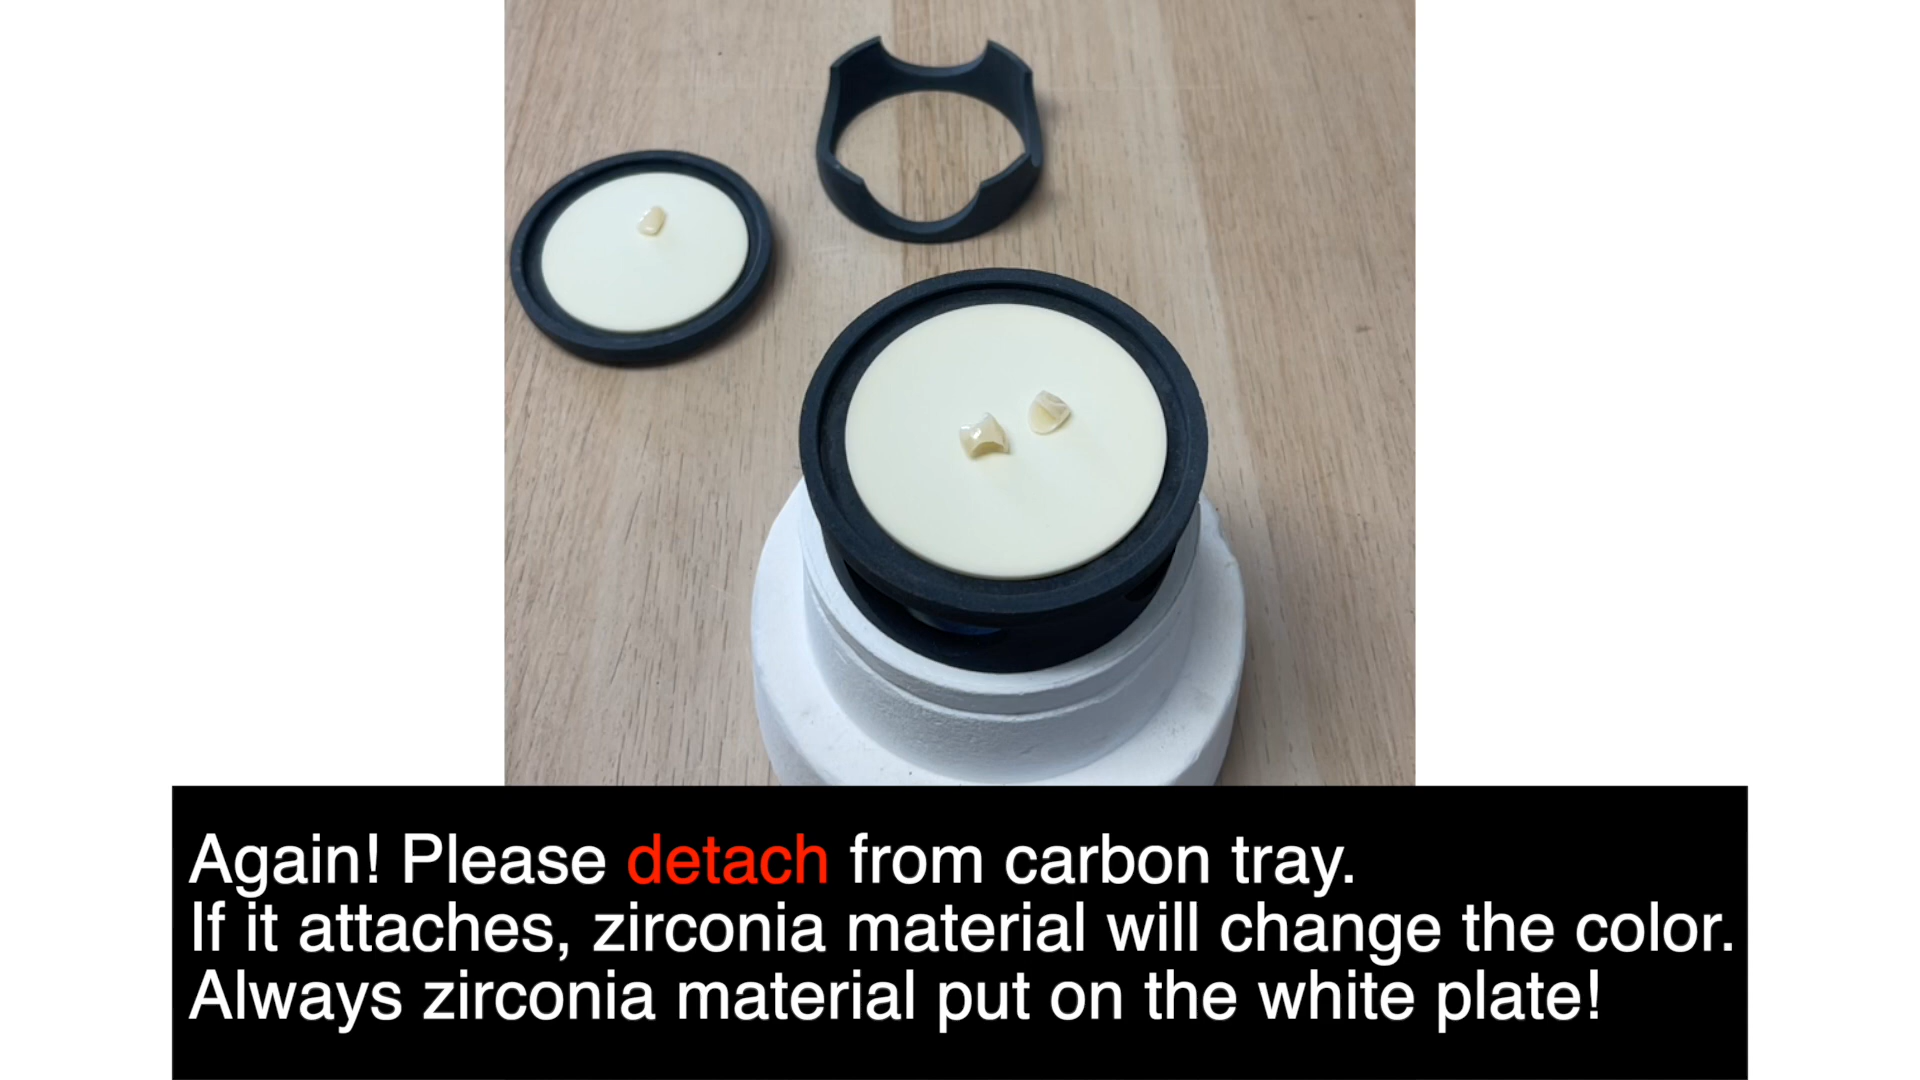 Again! Please detach from carbon tray.
If it attaches, zirconia material will change the color.
Always zirconia material put on the white plate!